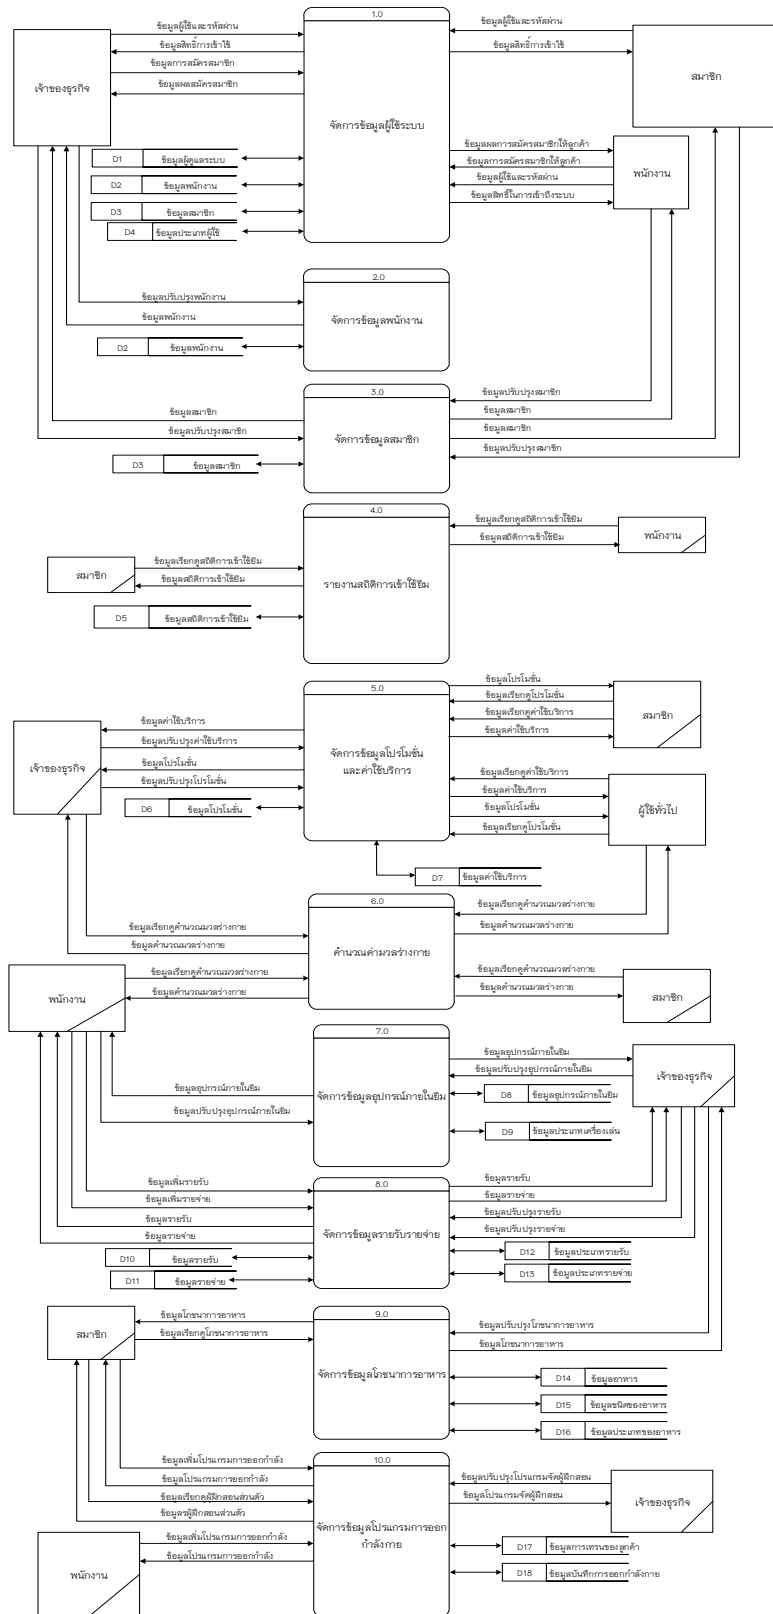 1.0
จัดการข้อมูลผู้ใช้ระบบ
เจ้าของธุรกิจ
ข้อมูลผู้ใช้และรหัสผ่าน
ข้อมูลสิทธิ์การเข้าใช้
ข้อมูลการสมัครสมาชิก
ข้อมูลผลสมัครสมาชิก
ข้อมูลผู้ใช้และรหัสผ่าน
ข้อมูลสิทธิ์การเข้าใช้
สมาชิก
ข้อมูลผลการสมัครสมาชิกให้ลูกค้า
ข้อมูลการสมัครสมาชิกให้ลูกค้า
ข้อมูลผู้ใช้และรหัสผ่าน
ข้อมูลสิทธิ์ในการเข้าถึงระบบ
พนักงาน
D1 ข้อมูลผู้ดูแลระบบ
D2 ข้อมูลพนักงาน
D3 ข้อมูลสมาชิก
D4 ข้อมูลประเภทผู้ใช้
2.0
จัดการข้อมูลพนักงาน
ข้อมูลปรับปรุงพนักงาน
ข้อมูลพนักงาน
D2 ข้อมูลพนักงาน
3.0
จัดการข้อมูลสมาชิก
ข้อมูลสมาชิก
ข้อมูลปรับปรุงสมาชิก
D3 ข้อมูลสมาชิก
ข้อมูลปรับปรุงสมาชิก
ข้อมูลสมาชิก
ข้อมูลสมาชิก
ข้อมูลปรับปรุงสมาชิก
4.0
รายงานสถิติการเข้าใช้ยิม
สมาชิก
ข้อมูลเรียกดูสถิติการเข้าใช้ยิม
ข้อมูลสถิติการเข้าใช้ยิม
D5 ข้อมูลสถิติการเข้าใช้ยิม
ข้อมูลเรียกดูสถิติการเข้าใช้ยิม
ข้อมูลสถิติการเข้าใช้ยิม
พนักงาน
5.0
จัดการข้อมูลโปรโมชั่น
และค่าใช้บริการ
เจ้าของธุรกิจ
ข้อมูลค่าใช้บริการ
ข้อมูลปรับปรุงค่าใช้บริการ
ข้อมูลโปรโมชั่น
ข้อมูลปรับปรุงโปรโมชั่น
D6 ข้อมูลโปรโมชั่น
ข้อมูลโปรโมชั่น
ข้อมูลเรียกดูโปรโมชั่น
ข้อมูลเรียกดูค่าใช้บริการ
ข้อมูลค่าใช้บริการ
สมาชิก
ข้อมูลเรียกดูค่าใช้บริการ
ข้อมูลค่าใช้บริการ
ข้อมูลโปรโมชั่น
ข้อมูลเรียกดูโปรโมชั่น
ผู้ใช้ทั่วไป
D7 ข้อมูลค่าใช้บริการ
6.0
คำนวณค่ามวลร่างกาย
ข้อมูลเรียกดูคำนวณมวลร่างกาย
ข้อมูลคำนวณมวลร่างกาย
พนักงาน
ข้อมูลเรียกดูคำนวณมวลร่างกาย
ข้อมูลคำนวณมวลร่างกาย
ข้อมูลเรียกดูคำนวณมวลร่างกาย
ข้อมูลคำนวณมวลร่างกาย
ข้อมูลเรียกดูคำนวณมวลร่างกาย
ข้อมูลคำนวณมวลร่างกาย
สมาชิก
7.0
จัดการข้อมูลอุปกรณ์ภายในยิม
ข้อมูลอุปกรณ์ภายในยิม
ข้อมูลปรับปรุงอุปกรณ์ภายในยิม
ข้อมูลอุปกรณ์ภายในยิม
ข้อมูลปรับปรุงอุปกรณ์ภายในยิม
เจ้าของธุรกิจ
D8 ข้อมูลอุปกรณ์ภายในยิม
D9 ข้อมูลประเภทเครื่องเล่น
8.0
จัดการข้อมูลรายรับรายจ่าย
ข้อมูลเพิ่มรายรับ
ข้อมูลเพิ่มรายจ่าย
ข้อมูลรายรับ
ข้อมูลรายจ่าย
D10 ข้อมูลรายรับ
D11 ข้อมูลรายจ่าย
ข้อมูลรายรับ
ข้อมูลรายจ่าย
ข้อมูลปรับปรุงรายรับ
ข้อมูลปรับปรุงรายจ่าย
D12 ข้อมูลประเภทรายรับ
D13 ข้อมูลประเภทรายจ่าย
9.0
จัดการข้อมูลโภชนาการอาหาร
สมาชิก
ข้อมูลโภชนาการอาหาร
ข้อมูลเรียกดูโภชนาการอาหาร
ข้อมูลปรับปรุงโภชนาการอาหาร
ข้อมูลโภชนาการอาหาร
D14 ข้อมูลอาหาร
D15 ข้อมูลชนิดของอาหาร
D16 ข้อมูลประเภทของอาหาร
10.0
จัดการข้อมูลโปรแกรมการออก
กำลังกาย
ข้อมูลเพิ่มโปรแกรมการออกกำลัง
ข้อมูลโปรแกรมการออกกำลัง
ข้อมูลเรียกดูผู้ฝึกสอนส่วนตัว
ข้อมูลรผู้ฝึกสอนส่วนตัว
ข้อมูลเพิ่มโปรแกรมการออกกำลัง
ข้อมูลโปรแกรมการออกกำลัง
พนักงาน
ข้อมูลปรับปรุงโปรแกรมจัดผู้ฝึกสอน
ข้อมูลโปรแกรมจัดผู้ฝึกสอน
เจ้าของธุรกิจ
D17 ข้อมูลการเทรนของลูกค้า
D18 ข้อมูลบันทึกการออกกำลังกาย